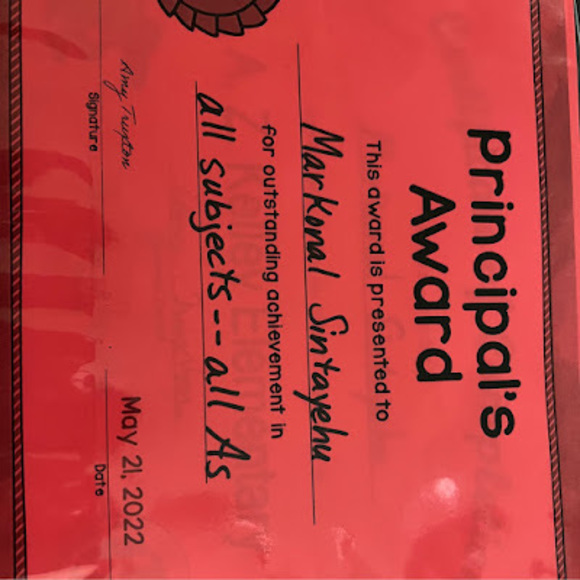 Principal's
Award
This award is presented to
Markonal Sintayehu
for outstanding achievement in
all subjects -- all As
Amy Truxton
May 21, 2022
Signature
Date